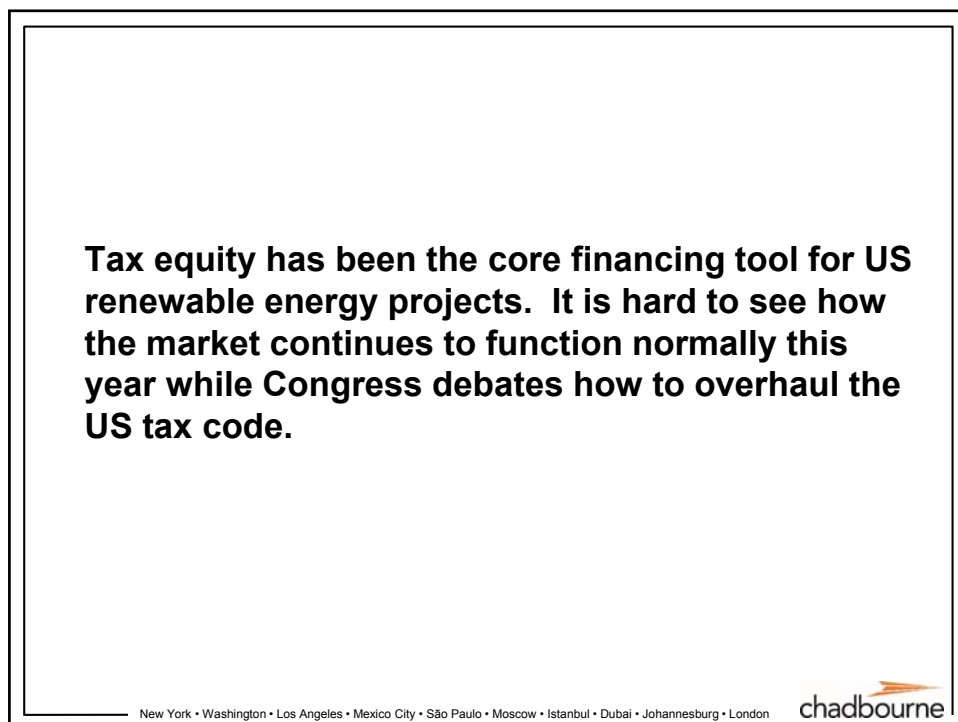 Tax equity has been the core financing tool for US
renewable energy projects.  It is hard to see how
the market continues to function normally this
year while Congress debates how to overhaul the
US tax code.
New York • Washington • Los Angeles • Mexico City • São Paulo • Moscow • Istanbul • Dubai • Johannesburg • London
chadbourne